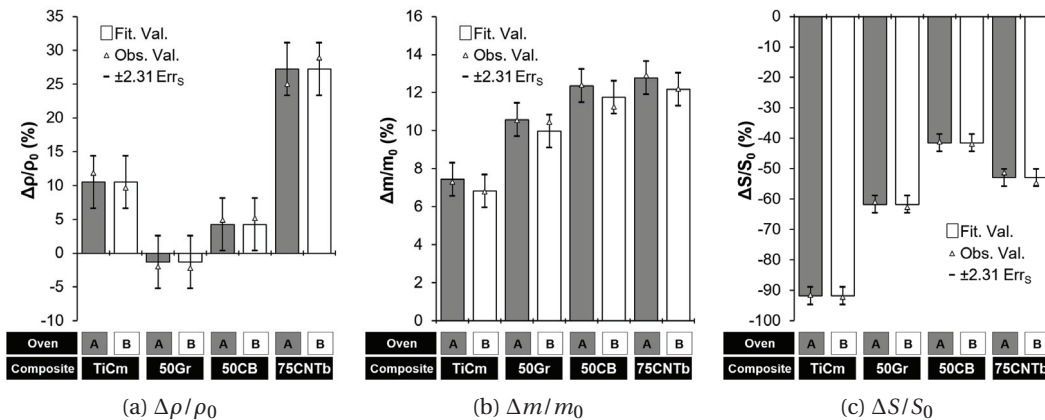 35
30
25
20
15
10
5
0
-5
-10
Δρ/ρ0 (%)
Fit. Val.
Obs. Val.
±2.31 ErrS
Oven A B A B A B A B
Composite TiCm 50Gr 50CB 75CNTb
(a) Δρ/ρ0
16
14
12
10
8
6
4
2
0
Δm/m0 (%)
Fit. Val.
Obs. Val.
±2.31 ErrS
Oven A B A B A B A B
Composite TiCm 50Gr 50CB 75CNTb
(b) Δm/m0
0
-10
-20
-30
-40
-50
-60
-70
-80
-90
-100
ΔS/S0 (%)
Fit. Val.
Obs. Val.
±2.31 ErrS
Oven A B A B A B A B
Composite TiCm 50Gr 50CB 75CNTb
(c) ΔS/S0